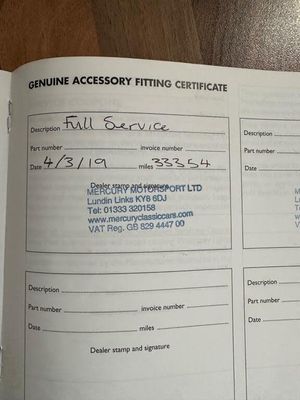 GENUINE ACCESSORY FITTING CERTIFICATE
Description Full Service
Part number invoice number
Date 4/3/19 miles 33354
Dealer stamp and signature
MERCURY MOTORSPORT LTD
Lundin Links KY8 6DJ
Tel: 01333 320158
www.mercuryclassiccars.com
VAT Reg. GB 829 4447 00
Description
Part number invoice number
Date miles
Dealer stamp and signature
Description
Part number
Date
Description
Part number
Date